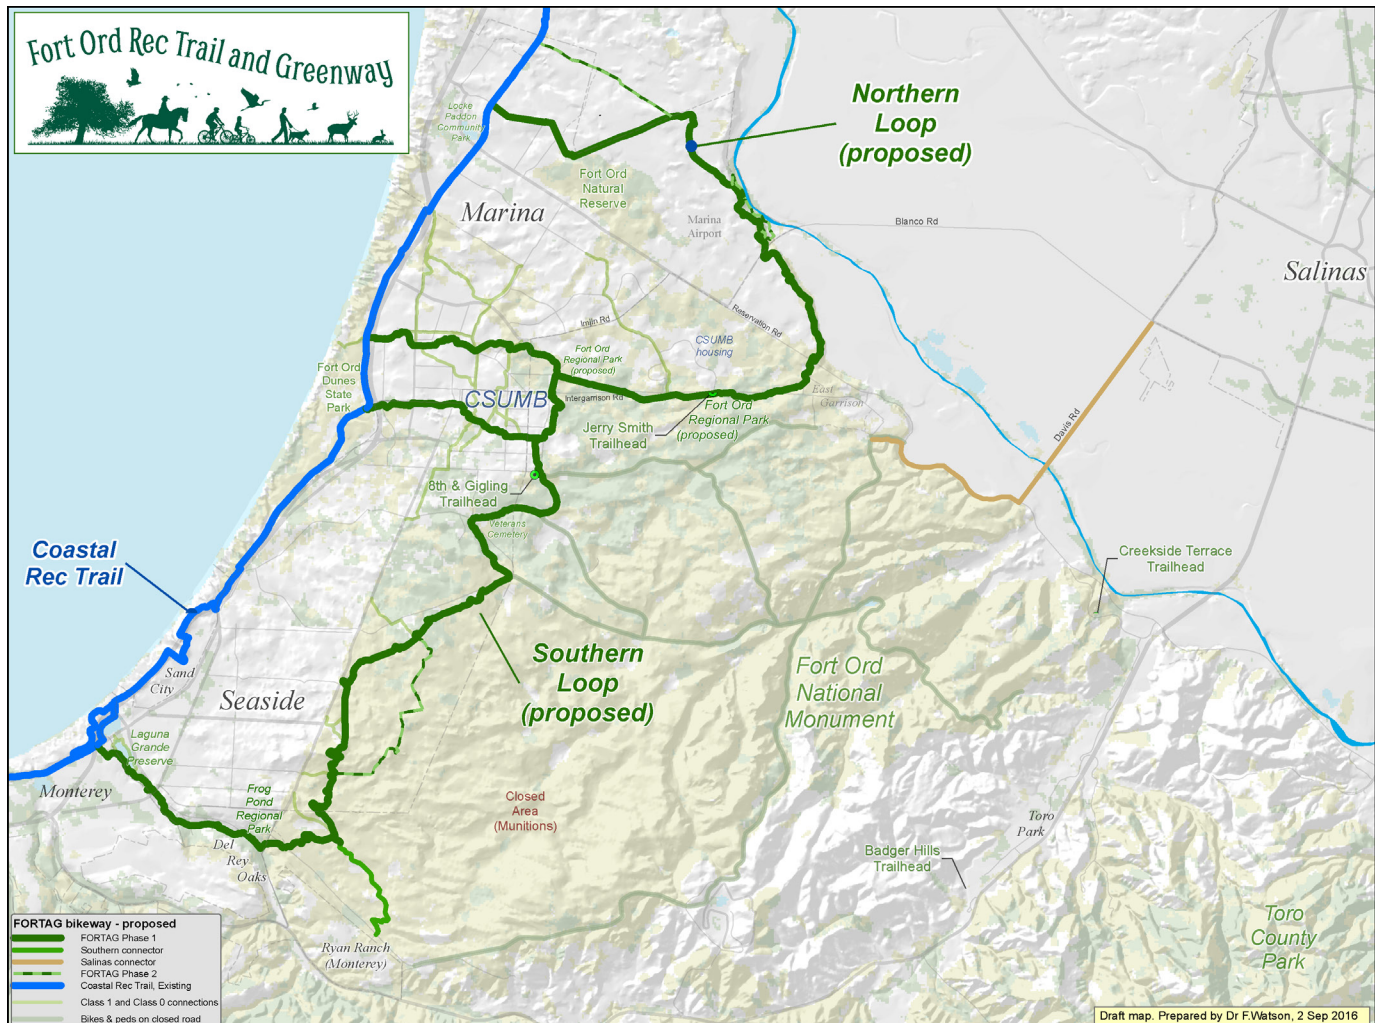 Fort Ord Rec Trail and Greenway
Northern
Loop
(proposed)
Locke
Paddon
Community
Park
Fort Ord
Natural
Reserve
Marina
Marina
Airport
Blanco Rd
Salinas
Reservation Rd
Imjin Rd
CSUMB
housing
Fort Ord
Regional Park
(proposed)
Fort Ord
Dunes
State
Park
CSUMB
Intergarrison Rd
East
Garrison
Fort Ord
Regional Park
(proposed)
Jerry Smith
Trailhead
Davis Rd
8th & Gigling
Trailhead
Veterans
Cemetery
Coastal
Rec Trail
Creekside Terrace
Trailhead
Southern
Loop
(proposed)
Fort Ord
National
Monument
Sand
City
Seaside
Laguna
Grande
Preserve
Monterey
Frog
Pond
Regional
Park
Closed
Area
(Munitions)
Del
Rey
Oaks
Toro
Park
Badger Hills
Trailhead
Ryan Ranch
(Monterey)
Toro
County
Park
FORTAG bikeway - proposed
FORTAG Phase 1
Southern connector
Salinas connector
FORTAG Phase 2
Coastal Rec Trail, Existing
Class 1 and Class 0 connections
Bikes & peds on closed road
Draft map. Prepared by Dr F.Watson, 2 Sep 2016